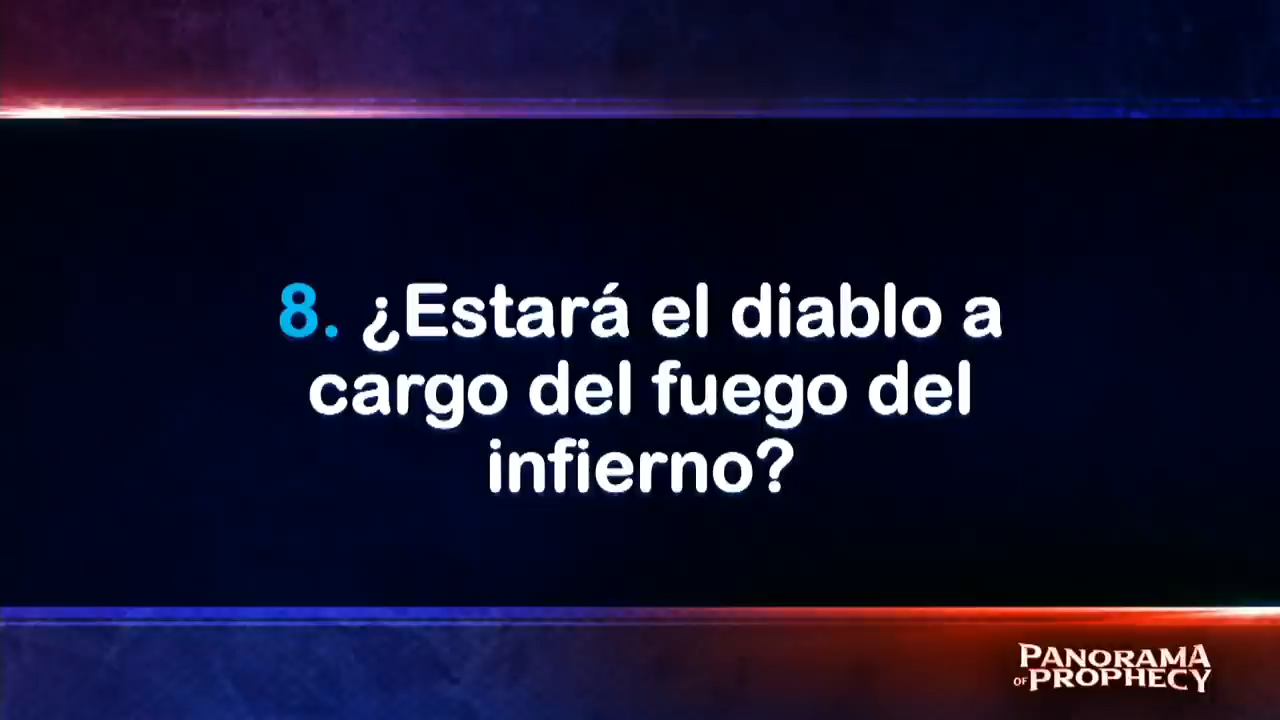 8. ¿Estará el diablo a
cargo del fuego del
infierno?
PANORAMA
OF PROPHECY